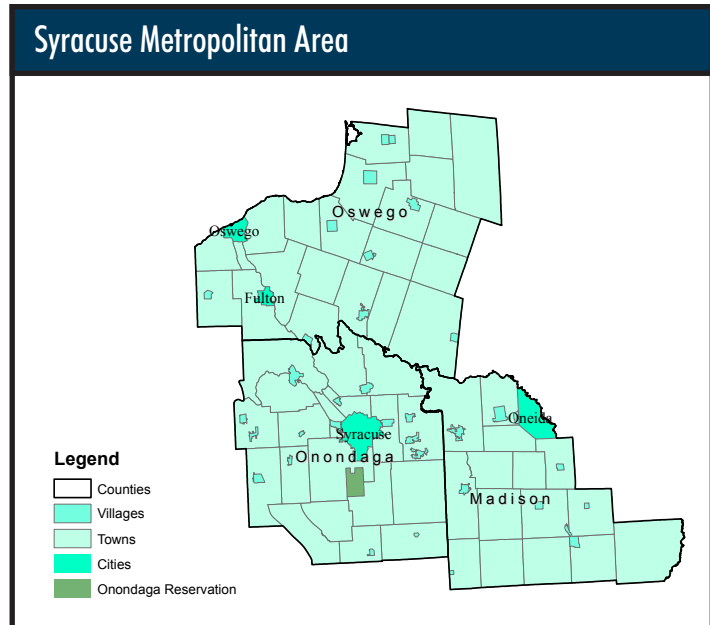 Syracuse Metropolitan Area
Oswego
Oswego
Fulton
Oneida
Syracuse
Onondaga
Madison
Legend
Counties
Villages
Towns
Cities
Onondaga Reservation